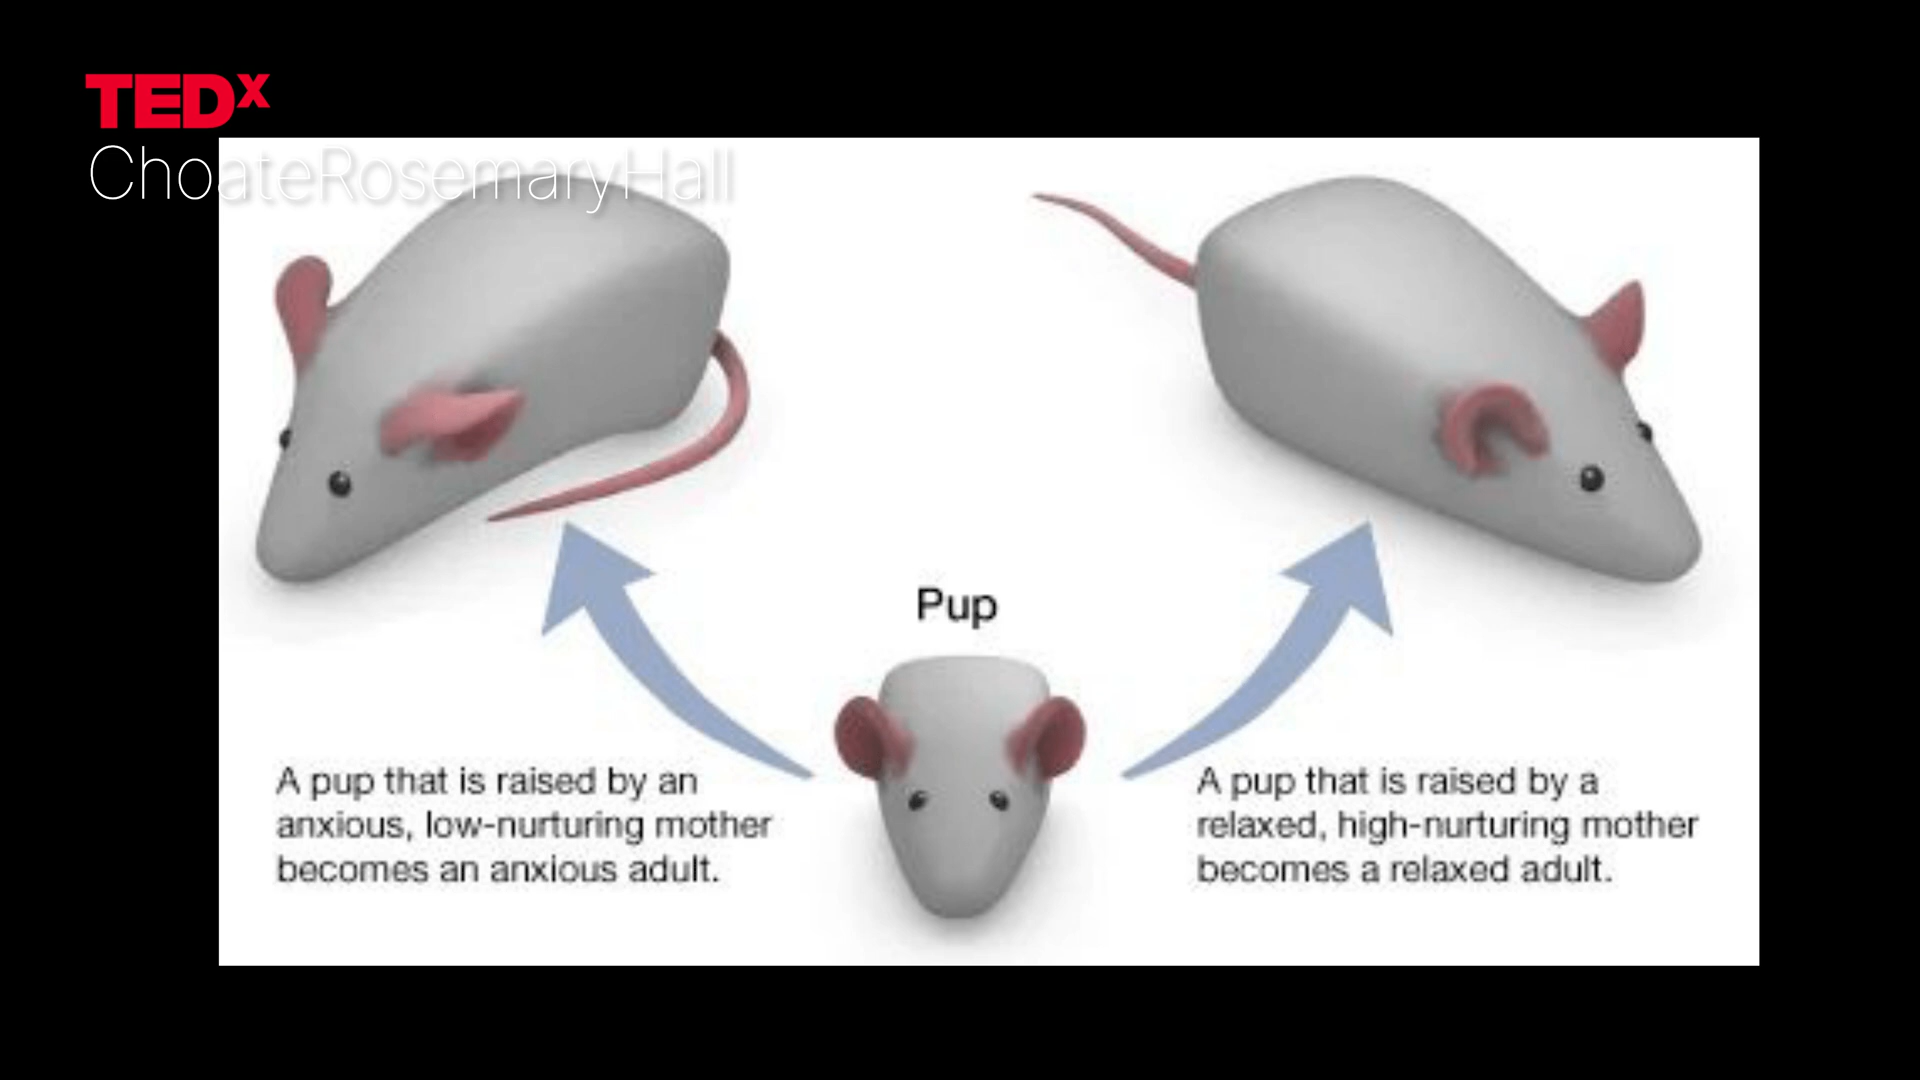 TEDx
ChoateRosemaryHall
Pup
A pup that is raised by an
anxious, low-nurturing mother
becomes an anxious adult.
A pup that is raised by a
relaxed, high-nurturing mother
becomes a relaxed adult.